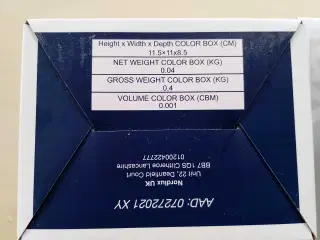 Height x Width x Depth COLOR BOX (CM)
11.5×11x8.5
NET WEIGHT COLOR BOX (KG)
0.04
GROSS WEIGHT COLOR BOX (KG)
0,4
VOLUME COLOR BOX (CBM)
0.001
AAD: 07272021 XY
Nordlux UK
Unit 22, Deanfield Court
BB7 1QS Clitheroe Lancashire
01200422777